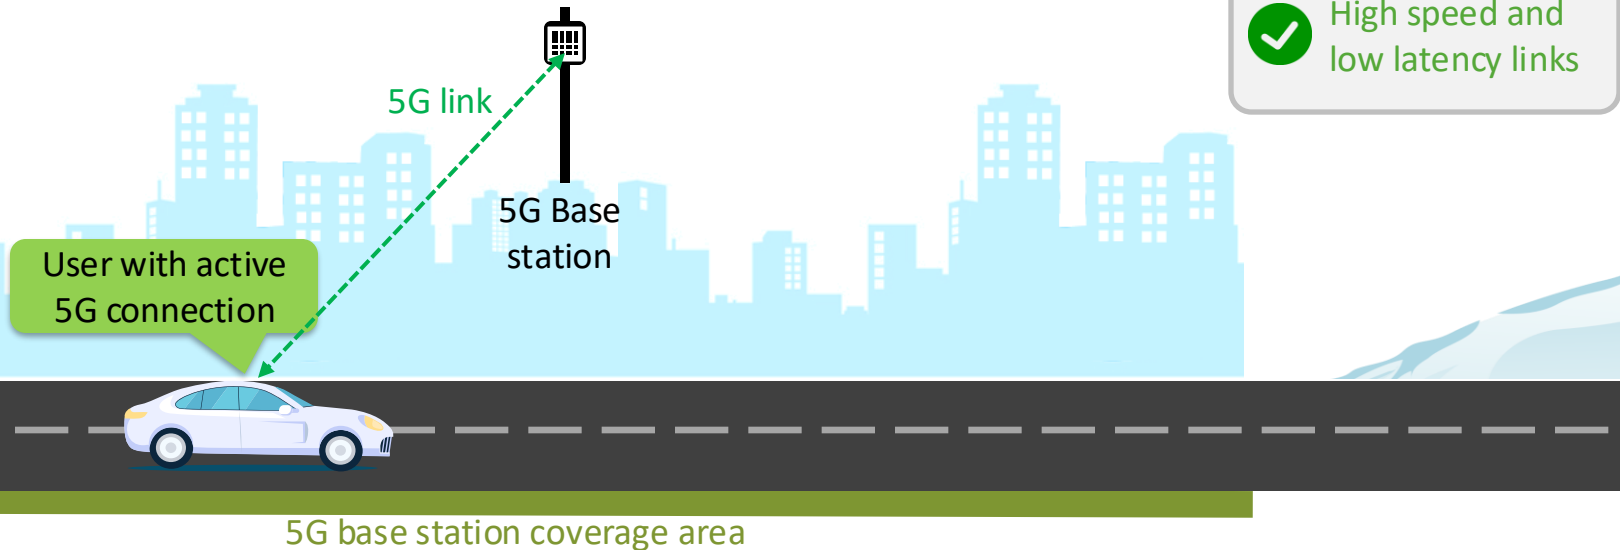 High speed and
low latency links
5G link
5G Base
station
User with active
5G connection
5G base station coverage area